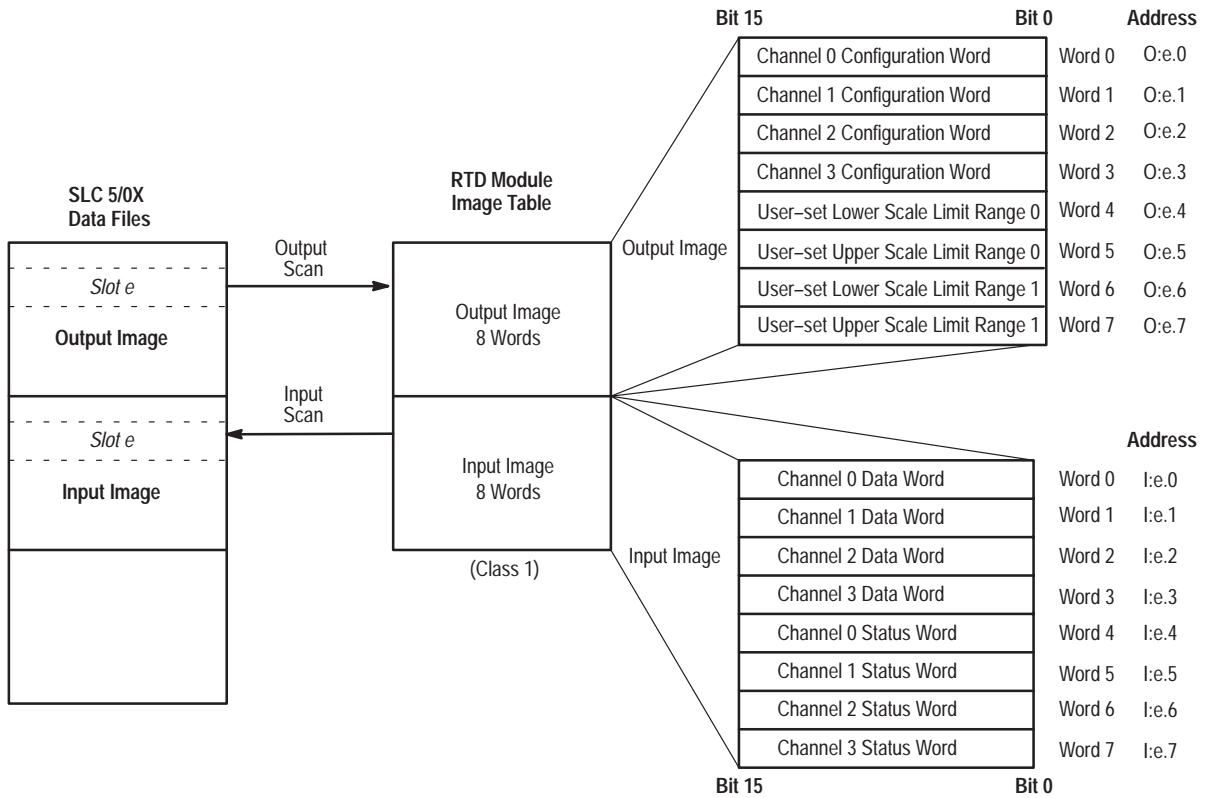 Bit 15 Bit 0 Address
Channel 0 Configuration Word Word 0 O:e.0
Channel 1 Configuration Word Word 1 O:e.1
Channel 2 Configuration Word Word 2 O:e.2
Channel 3 Configuration Word Word 3 O:e.3
User–set Lower Scale Limit Range 0 Word 4 O:e.4
User–set Upper Scale Limit Range 0 Word 5 O:e.5
User–set Lower Scale Limit Range 1 Word 6 O:e.6
User–set Upper Scale Limit Range 1 Word 7 O:e.7
SLC 5/0X
Data Files
RTD Module
Image Table
Output
Scan
Output Image
Slot e
Output Image
Output Image
8 Words
Input
Scan
Slot e
Input Image
Input Image
8 Words
(Class 1)
Input Image
Address
Channel 0 Data Word Word 0 I:e.0
Channel 1 Data Word Word 1 I:e.1
Channel 2 Data Word Word 2 I:e.2
Channel 3 Data Word Word 3 I:e.3
Channel 0 Status Word Word 4 I:e.4
Channel 1 Status Word Word 5 I:e.5
Channel 2 Status Word Word 6 I:e.6
Channel 3 Status Word Word 7 I:e.7
Bit 15 Bit 0